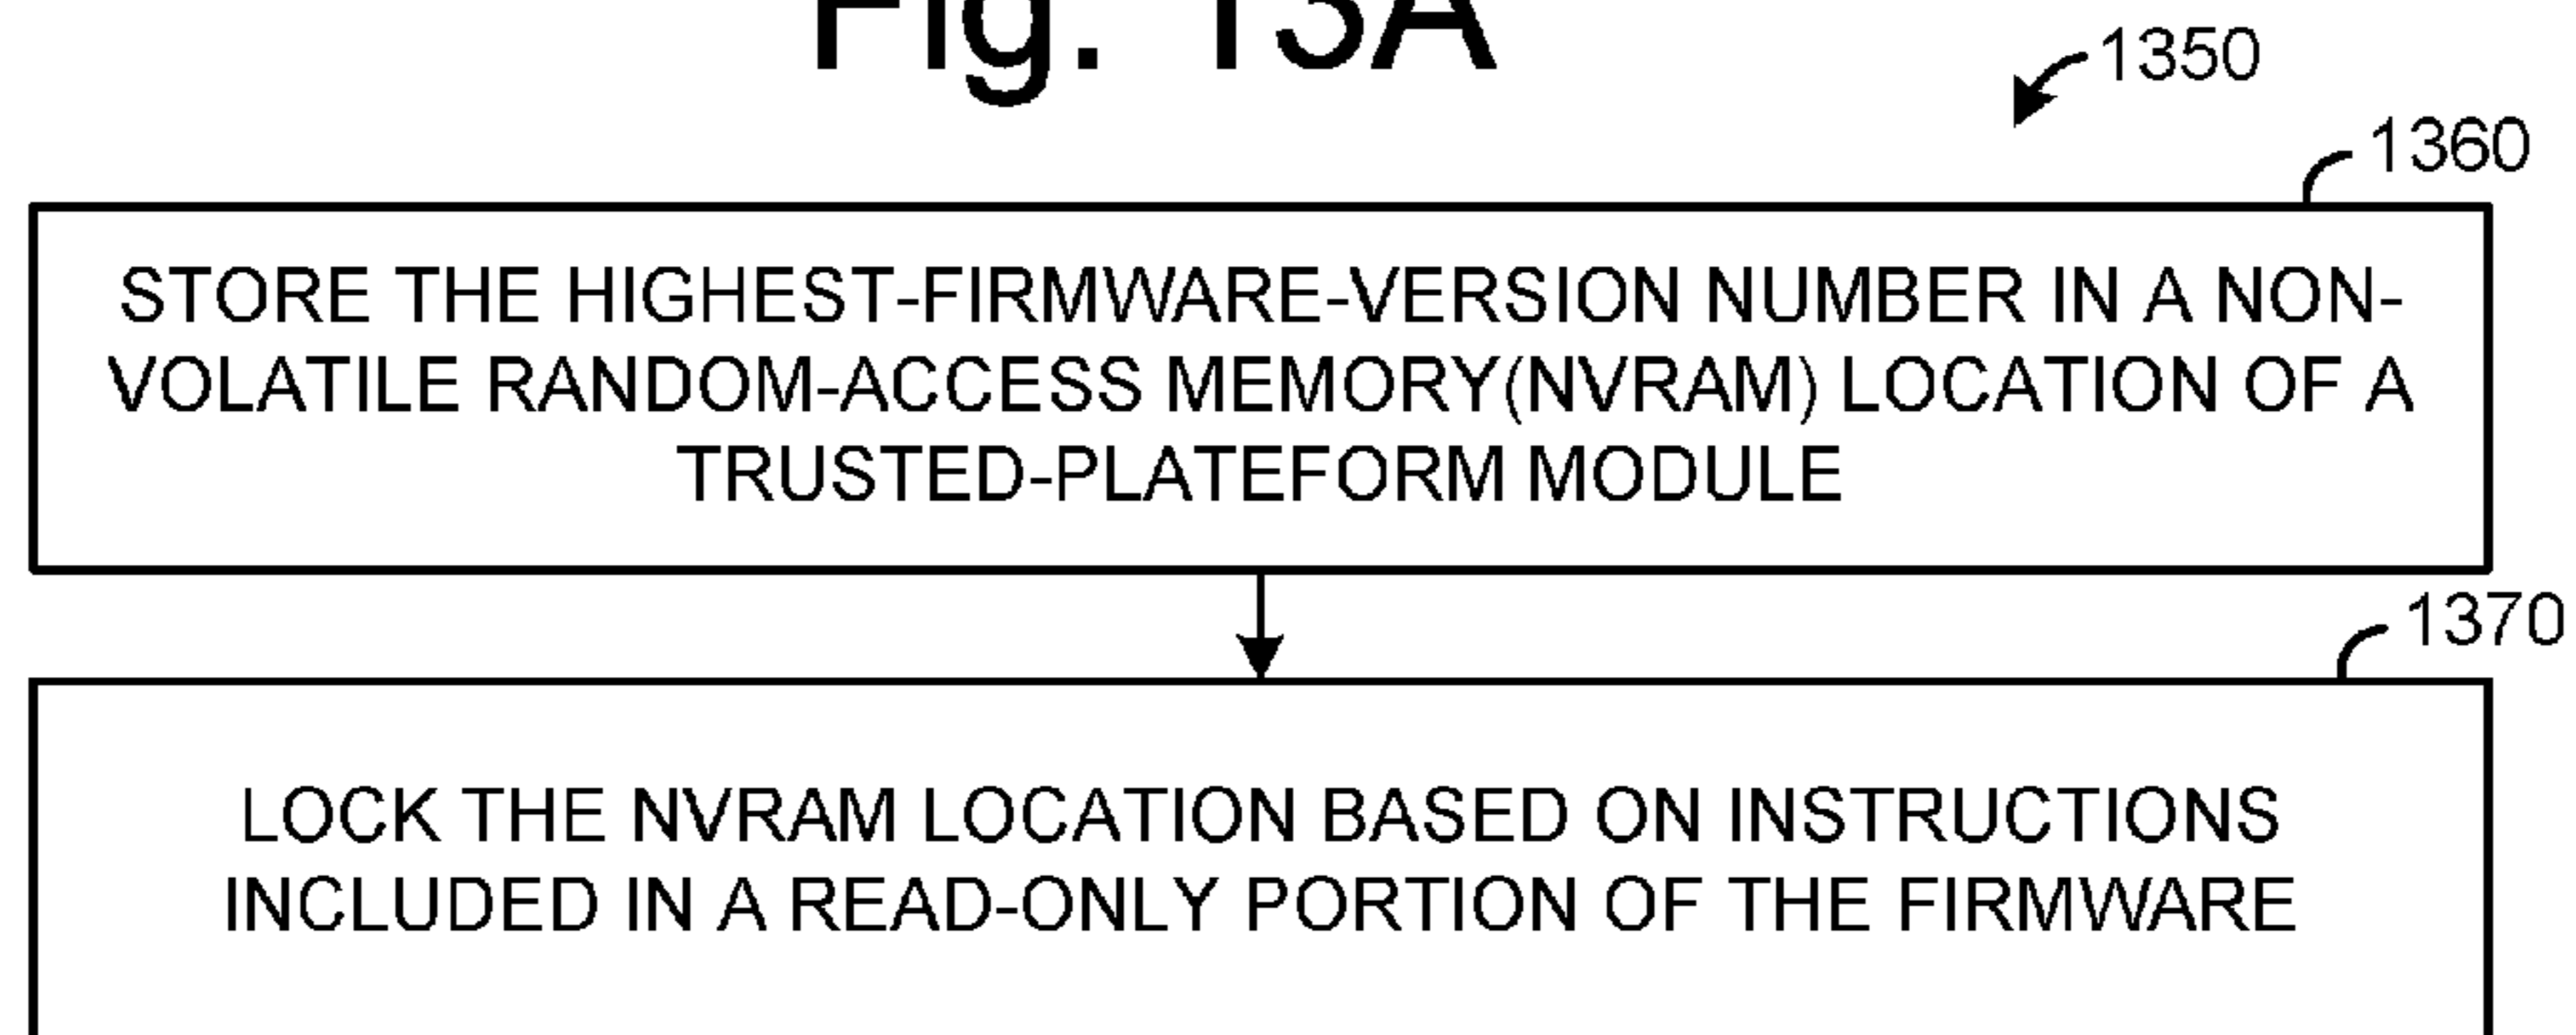 Fig. 13A
1350
1360
STORE THE HIGHEST-FIRMWARE-VERSION NUMBER IN A NON-
VOLATILE RANDOM-ACCESS MEMORY(NVRAM) LOCATION OF A
TRUSTED-PLATEFORM MODULE
1370
LOCK THE NVRAM LOCATION BASED ON INSTRUCTIONS
INCLUDED IN A READ-ONLY PORTION OF THE FIRMWARE